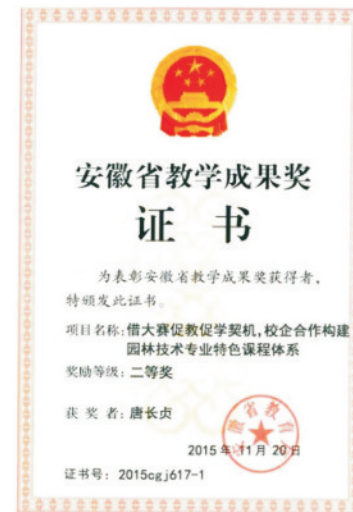 安徽省教学成果奖
证书
为表彰安徽省教学成果奖获得者，
特颁发此证书。
项目名称：借大赛促教促学契机，校企合作构建
园林技术专业特色课程体系
奖励等级：二等奖
获奖者：唐长贞
2015年11月20日
证书号：2015cgj617-1